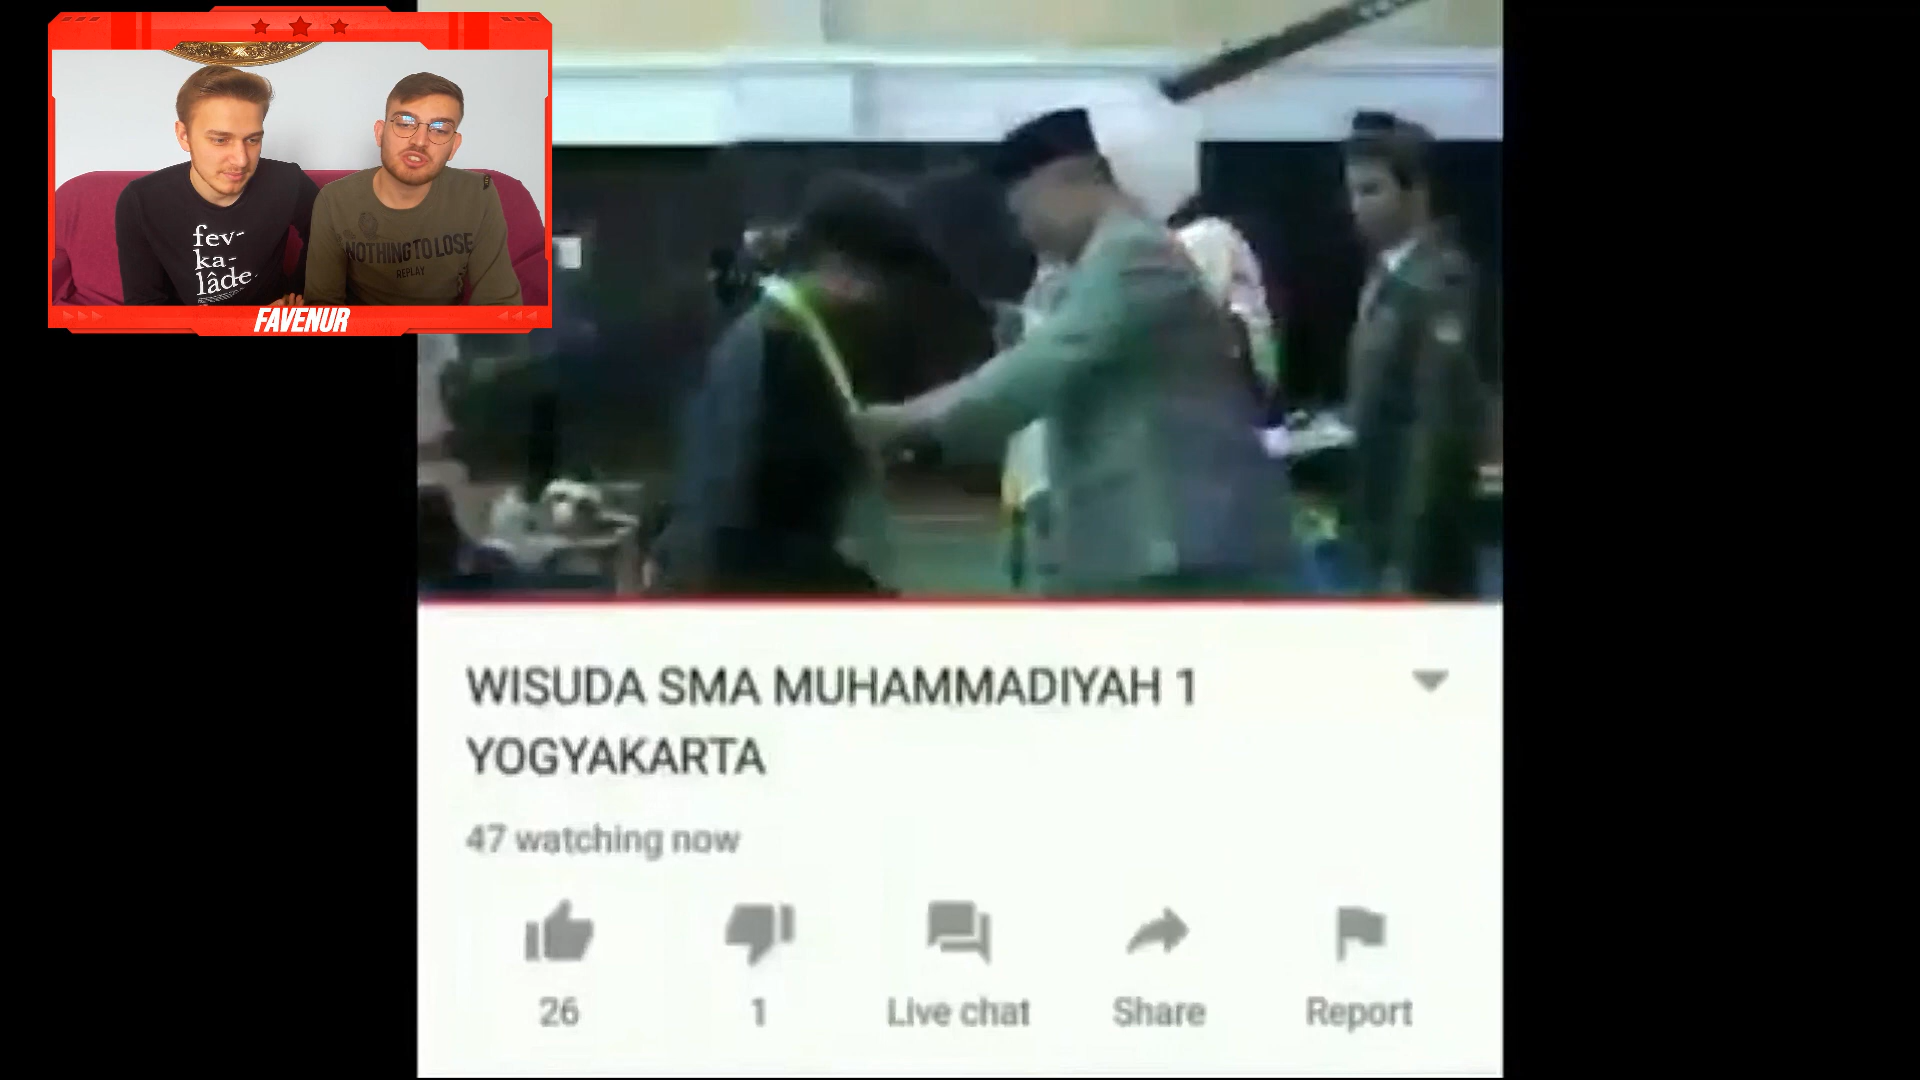 fev-
ka-
lâde.
NOTHING TO LOSE
REPLAY
FAVENUR
WISUDA SMA MUHAMMADIYAH 1
YOGYAKARTA
47 watching now
26
1
Live chat
Share
Report